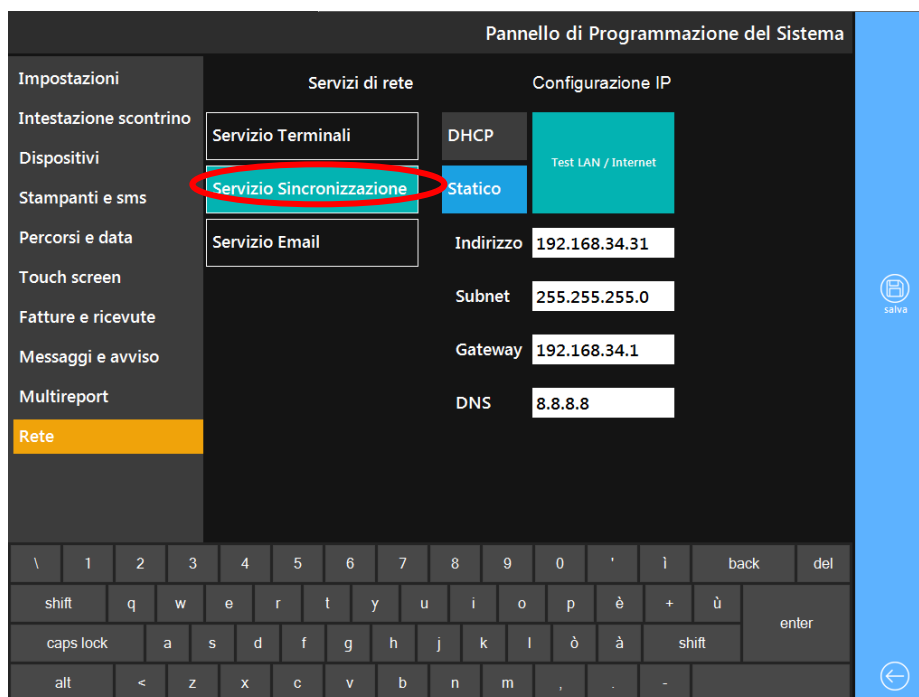 Pannello di Programmazione del Sistema
Impostazioni
Intestazione scontrino
Dispositivi
Stampanti e sms
Percorsi e data
Touch screen
Fatture e ricevute
Messaggi e avviso
Multireport
Rete
Servizi di rete
Servizio Terminali
Servizio Sincronizzazione
Servizio Email
Configurazione IP
DHCP
Statico
Test LAN / Internet
Indirizzo 192.168.34.31
Subnet 255.255.255.0
Gateway 192.168.34.1
DNS 8.8.8.8
salva
\ 1 2 3 4 5 6 7 8 9 0 ' ì back del
shift q w e r t y u i o p è + ù
enter
caps lock a s d f g h j k l ò à shift
alt < z x c v b n m , . -